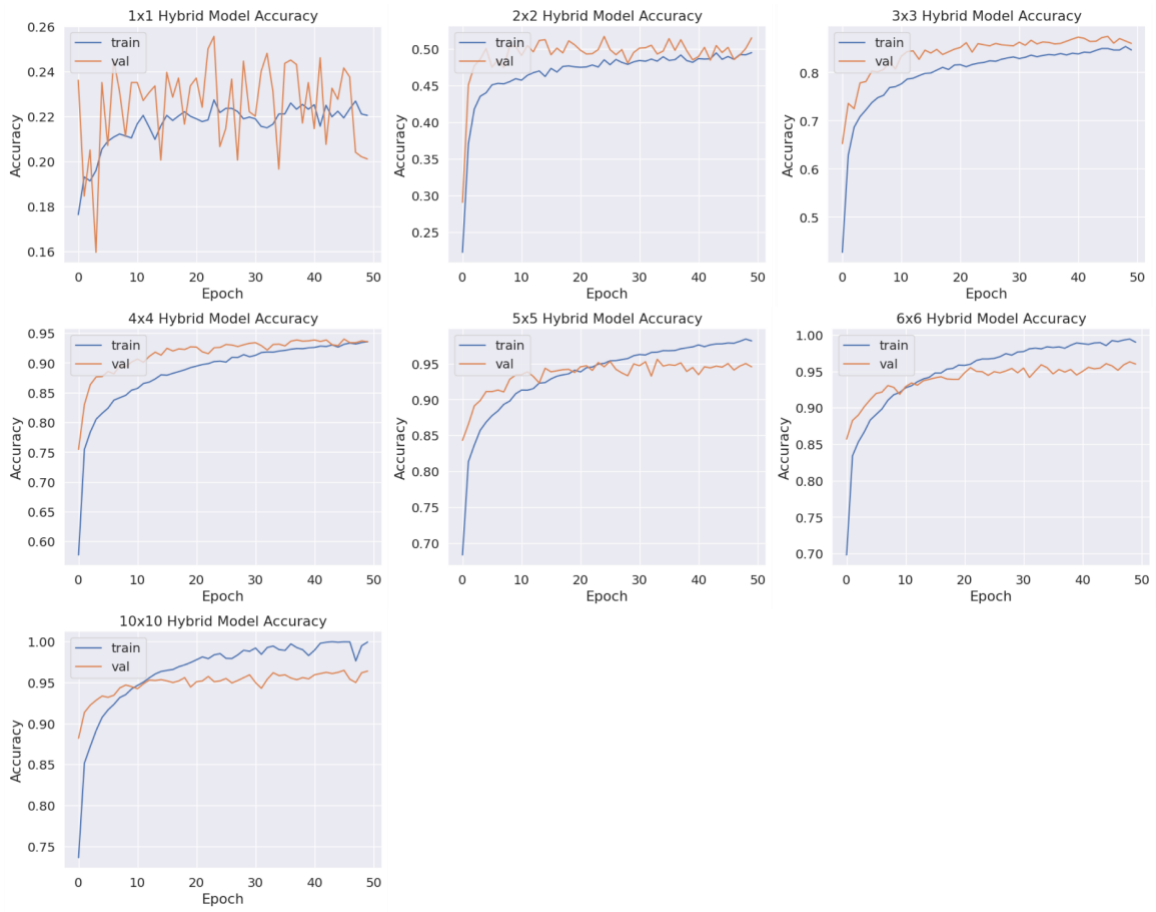 1x1 Hybrid Model Accuracy
0.26
0.24
0.22
0.20
0.18
0.16
Accuracy
train
val
0 10 20 30 40 50
Epoch
2x2 Hybrid Model Accuracy
0.50
0.45
0.40
0.35
0.30
0.25
Accuracy
train
val
0 10 20 30 40 50
Epoch
3x3 Hybrid Model Accuracy
0.8
0.7
0.6
0.5
Accuracy
train
val
0 10 20 30 40 50
Epoch
4x4 Hybrid Model Accuracy
0.95
0.90
0.85
0.80
0.75
0.70
0.65
0.60
Accuracy
train
val
0 10 20 30 40 50
Epoch
5x5 Hybrid Model Accuracy
0.95
0.90
0.85
0.80
0.75
0.70
Accuracy
train
val
0 10 20 30 40 50
Epoch
6x6 Hybrid Model Accuracy
1.00
0.95
0.90
0.85
0.80
0.75
0.70
Accuracy
train
val
0 10 20 30 40 50
Epoch
10x10 Hybrid Model Accuracy
1.00
0.95
0.90
0.85
0.80
0.75
Accuracy
train
val
0 10 20 30 40 50
Epoch